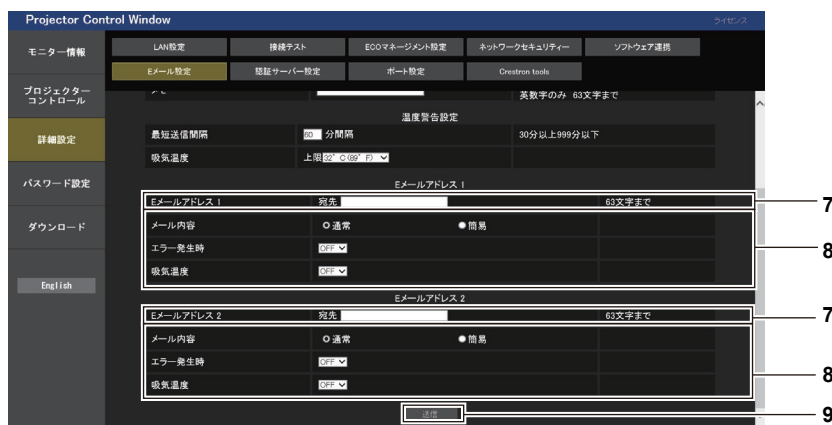 Projector Control Window ライセンス
モニター情報 LAN設定 接続テスト ECOマネージメント設定 ネットワークセキュリティー ソフトウェア連携
Eメール設定 認証サーバー設定 ポート設定 Crestron tools
プロジェクター
コントロール
メモ 英数字のみ 63文字まで
温度警告設定
詳細設定 最短送信間隔 60 分間隔 30分以上999分以下
吸気温度 上限 32°C(89°F)
パスワード設定 Eメールアドレス 1
Eメールアドレス 1 宛先 63文字まで 7
ダウンロード メール内容 通常 簡易
エラー発生時 OFF 8
吸気温度 OFF
English
Eメールアドレス 2
Eメールアドレス 2 宛先 63文字まで 7
メール内容 通常 簡易
エラー発生時 OFF 8
吸気温度 OFF
送信 9